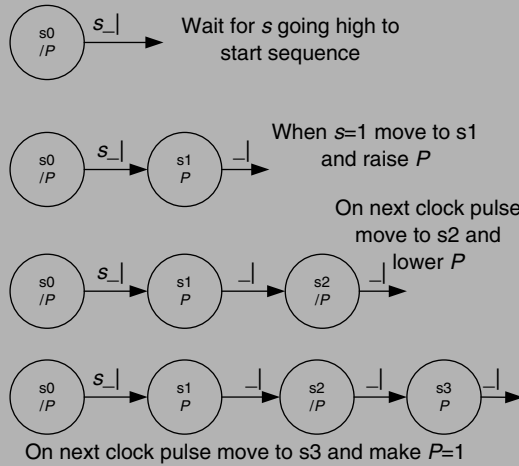 s_|
Wait for s going high to
start sequence
s0
/P
When s=1 move to s1
and raise P
s_|
_|
s0
/P
s1
P
On next clock pulse
move to s2 and
lower P
s_|
_|
_|
s0
/P
s1
P
s2
/P
s_|
_|
_|
_|
s0
/P
s1
P
s2
/P
s3
P
On next clock pulse move to s3 and make P=1